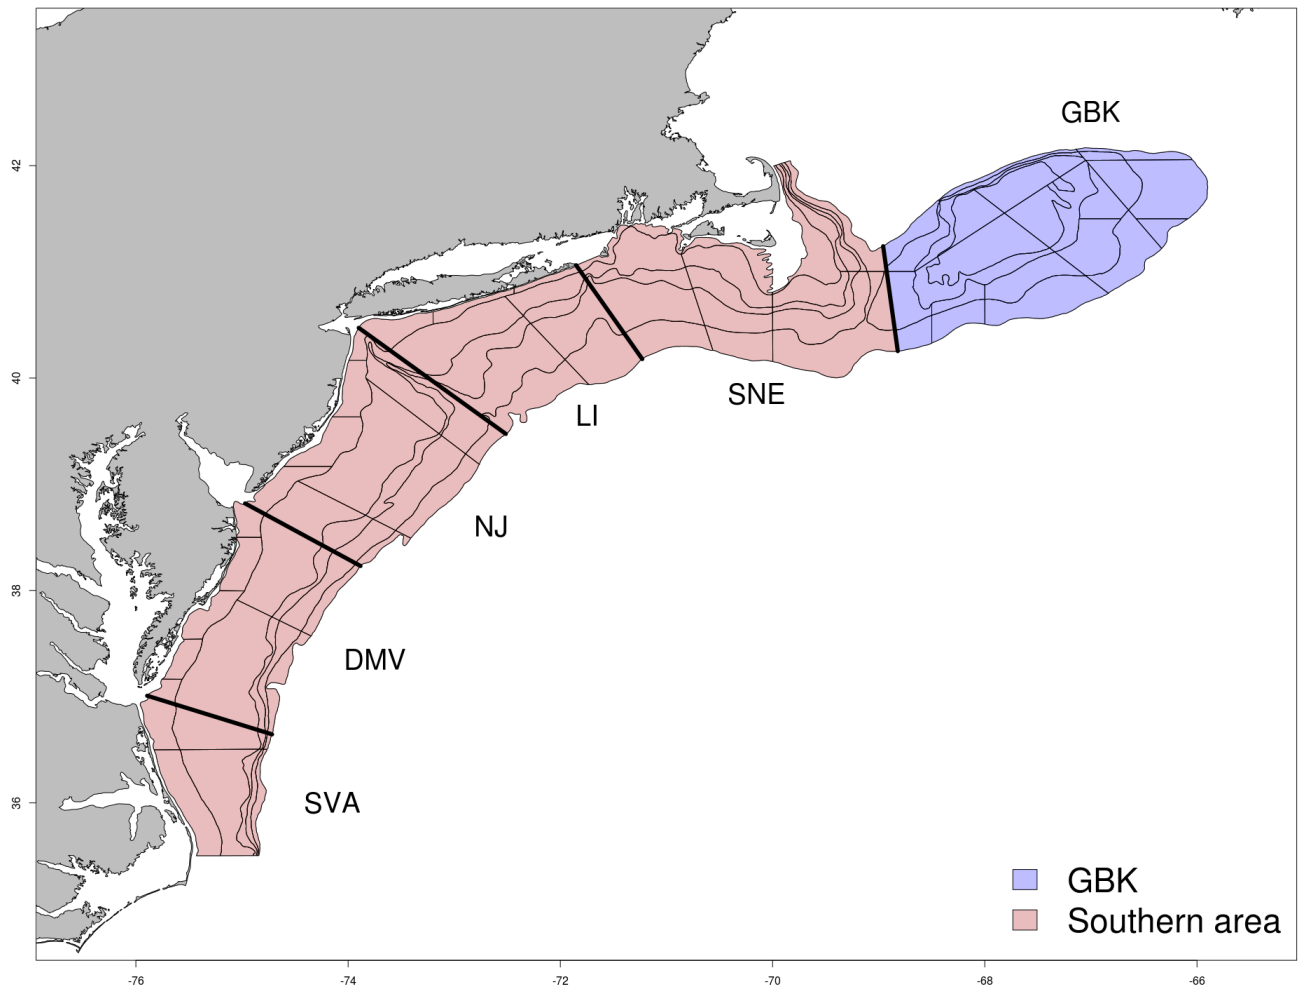 GBK
42
40
38
36
SNE
LI
NJ
DMV
SVA
GBK
Southern area
-76
-74
-72
-70
-68
-66